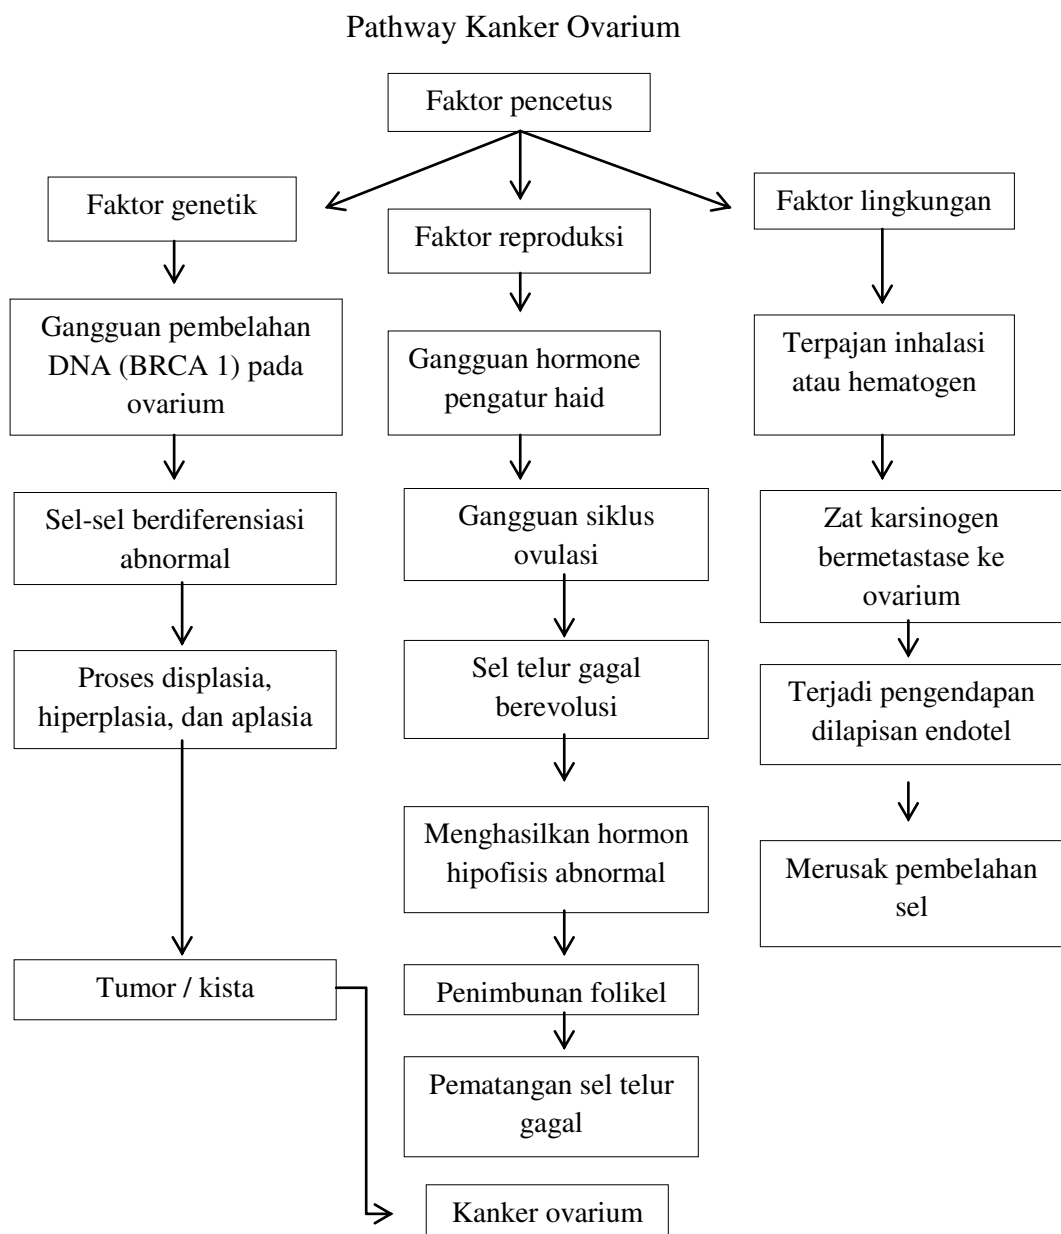 Pathway Kanker Ovarium
Faktor pencetus
Faktor genetik
Faktor reproduksi
Faktor lingkungan
Gangguan pembelahan
DNA (BRCA 1) pada
ovarium
Gangguan hormone
pengatur haid
Terpajan inhalasi
atau hematogen
Sel-sel berdiferensiasi
abnormal
Gangguan siklus
ovulasi
Zat karsinogen
bermetastase ke
ovarium
Proses displasia,
hiperplasia, dan aplasia
Sel telur gagal
berevolusi
Terjadi pengendapan
dilapisan endotel
Menghasilkan hormon
hipofisis abnormal
Merusak pembelahan
sel
Tumor / kista
Penimbunan folikel
Pematangan sel telur
gagal
Kanker ovarium